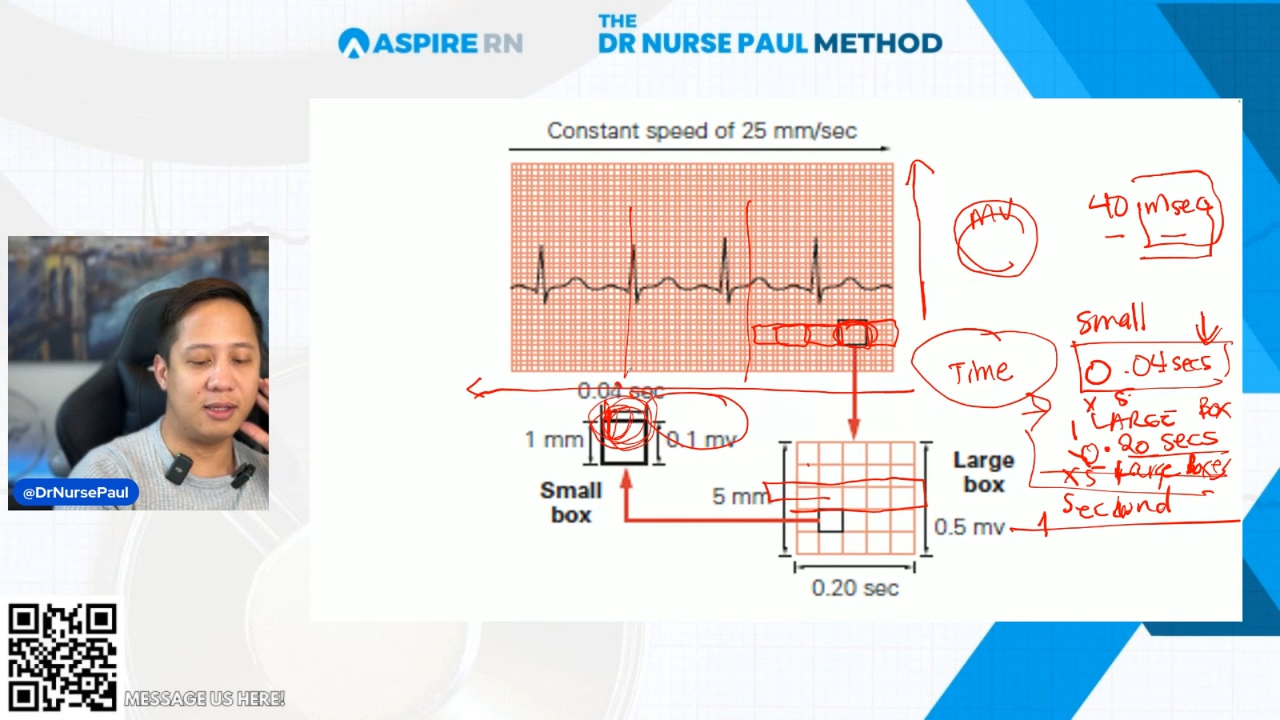 ASPIRE RN
THE
DR NURSE PAUL METHOD
Constant speed of 25 mm/sec
MV
40 msec
Time
small
0.04 secs
x 5
1 LARGE BOX
0.20 secs
x 5 Large boxes
1 second
0.04 sec
1 mm
0.1 mv
Small
box
5 mm
Large
box
0.5 mv
0.20 sec
@DrNursePaul
MESSAGE US HERE!